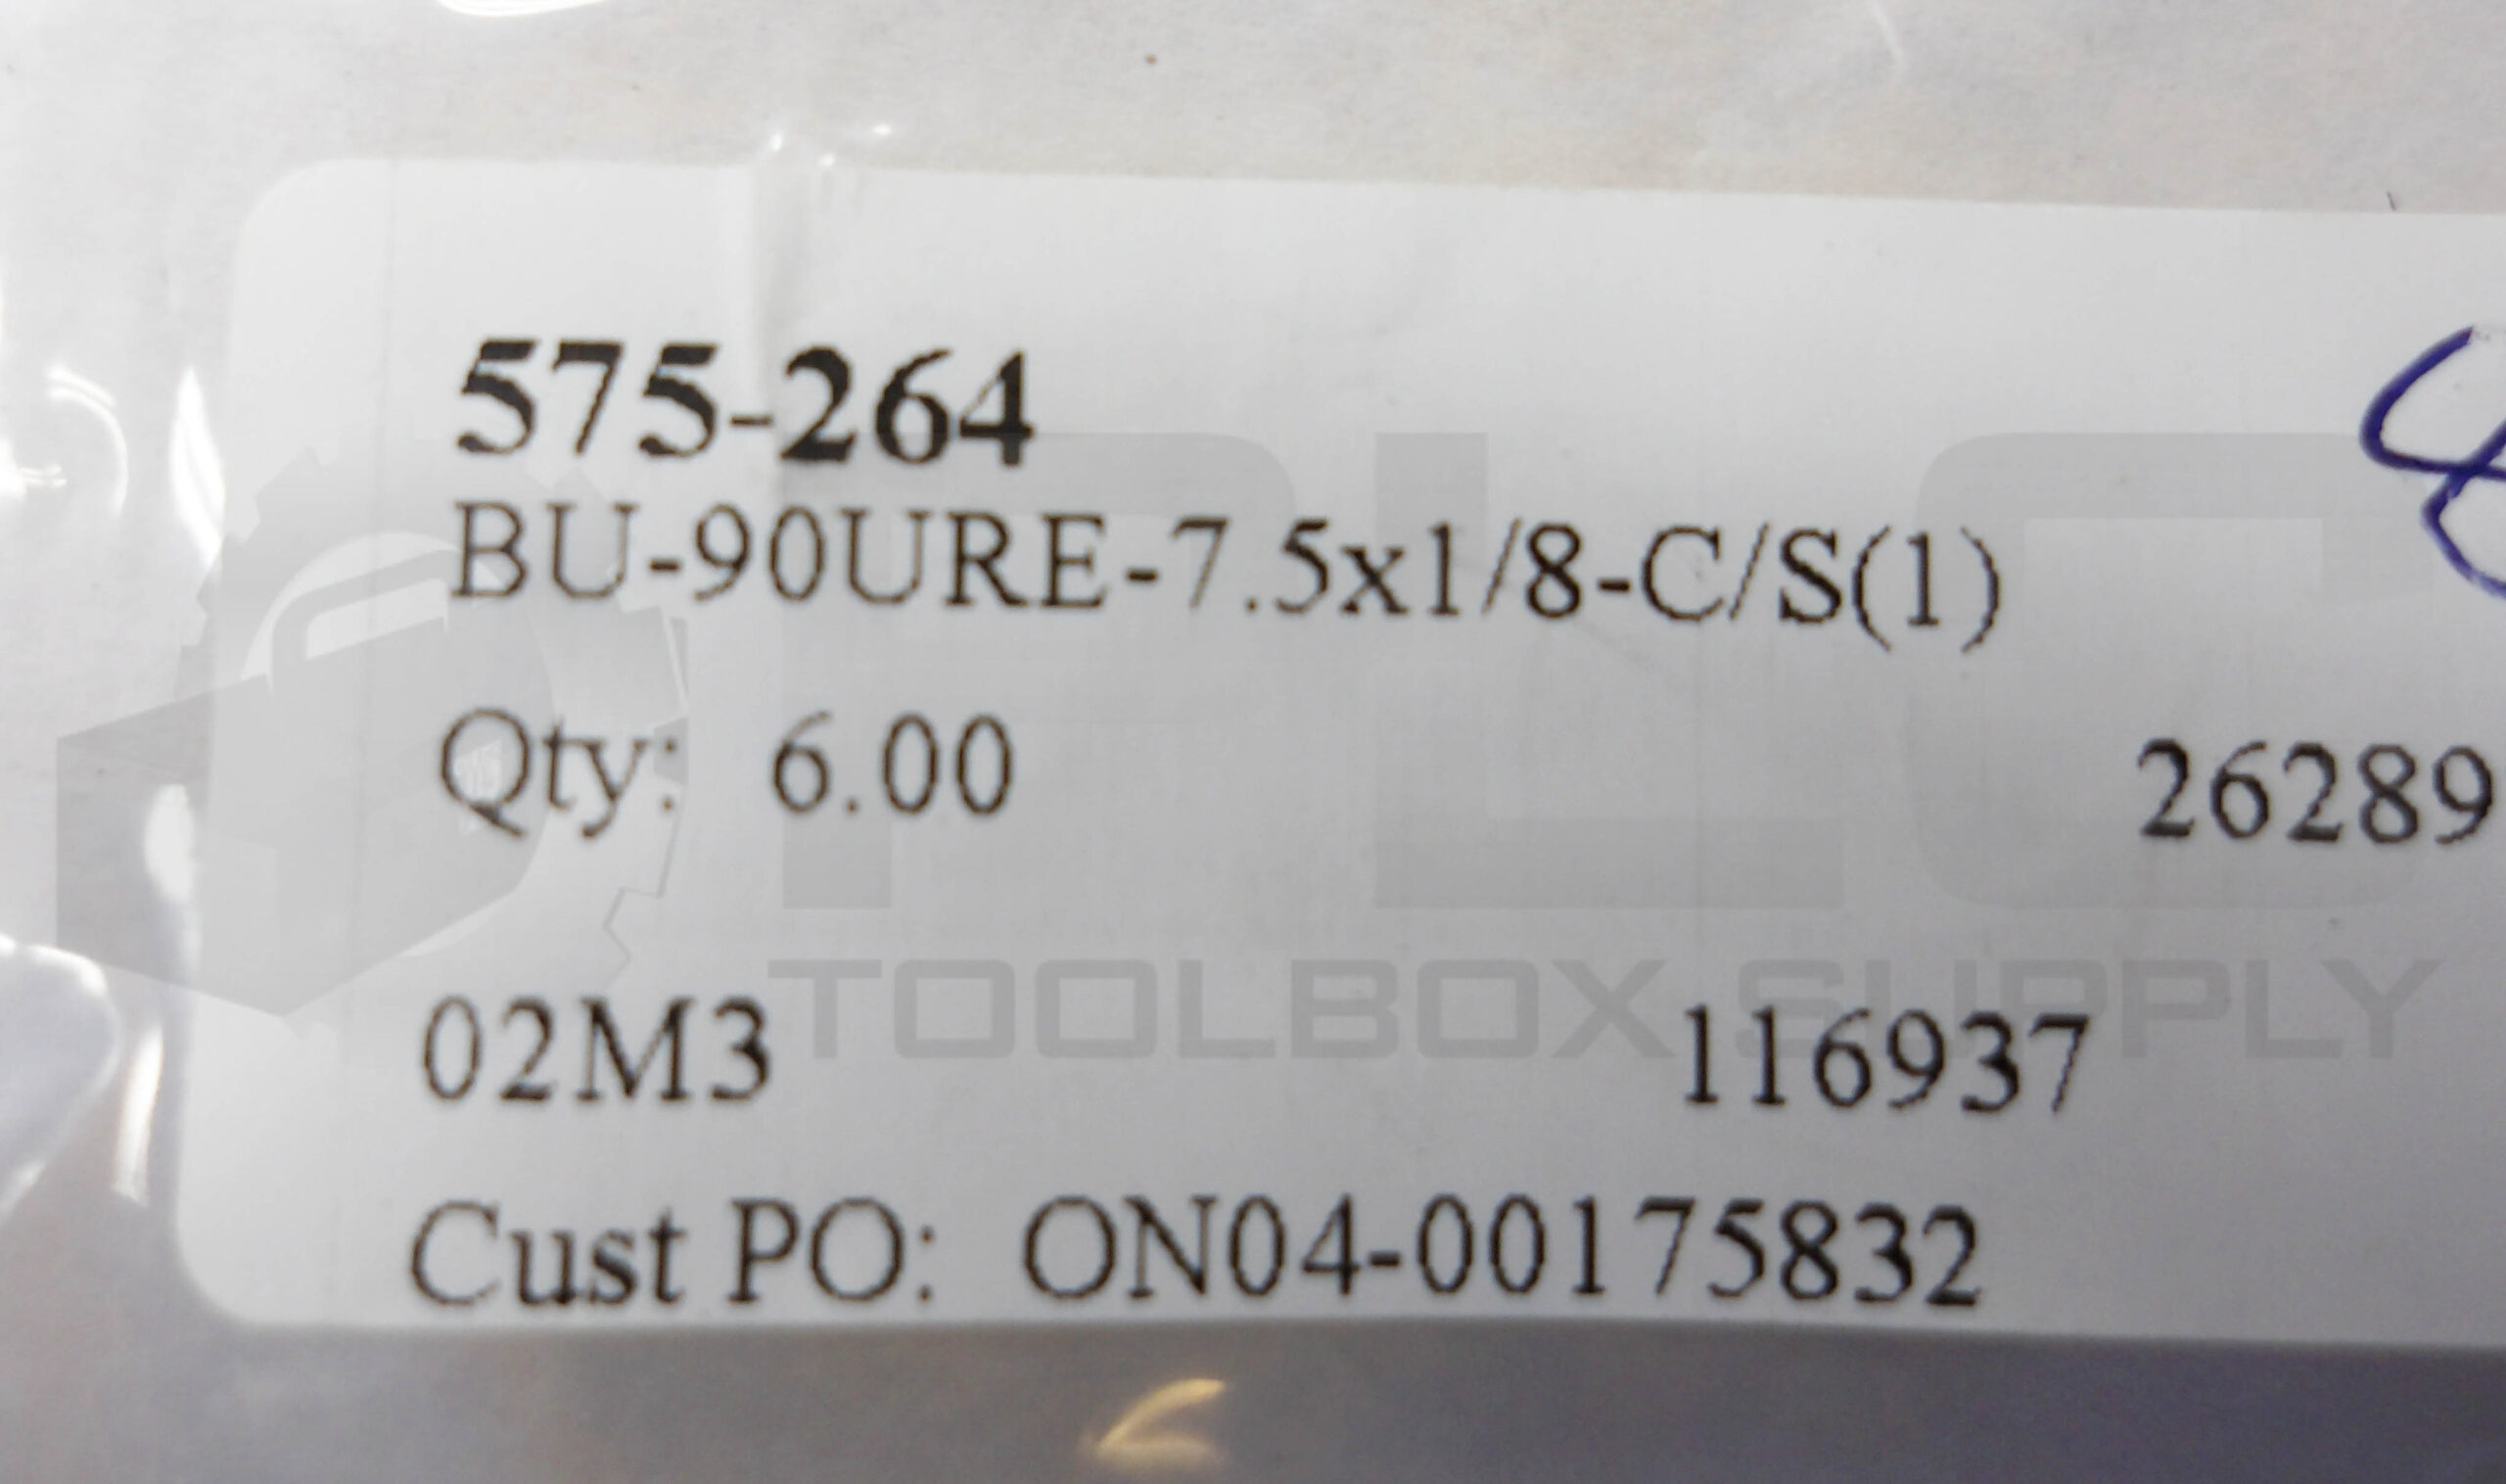 575-264
BU-90URE-7.5x1/8-C/S(1)
Qty: 6.00 26289
PLC
TOOLBOX SUPPLY
02M3 116937
Cust PO: ON04-00175832